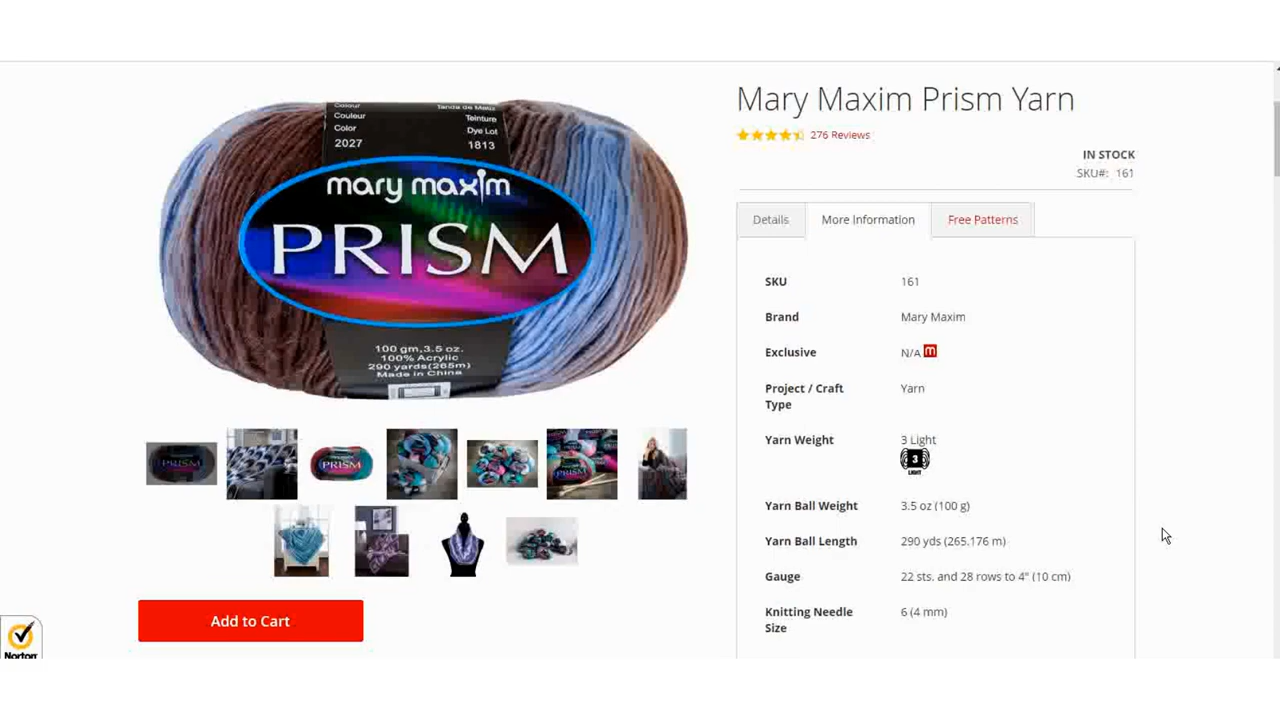 Colour
Couleur
Color
2027
Teinture
Dye Lot
1813
mary maxim
PRISM
100 gm,3.5 oz.
100% Acrylic
290 yards(265m)
Made in China
PRISM
PRISM
PRISM
Add to Cart
Norton
Mary Maxim Prism Yarn
276 Reviews
IN STOCK
SKU#: 161
Details
More Information
Free Patterns
SKU 161
Brand Mary Maxim
Exclusive N/A m
Project / Craft Yarn
Type
Yarn Weight 3 Light
3
LIGHT
Yarn Ball Weight 3.5 oz (100 g)
Yarn Ball Length 290 yds (265.176 m)
Gauge 22 sts. and 28 rows to 4" (10 cm)
Knitting Needle 6 (4 mm)
Size